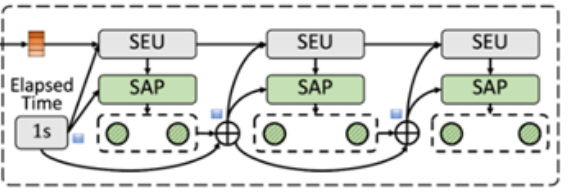 SEU SEU SEU
Elapsed
Time
SAP SAP SAP
1s